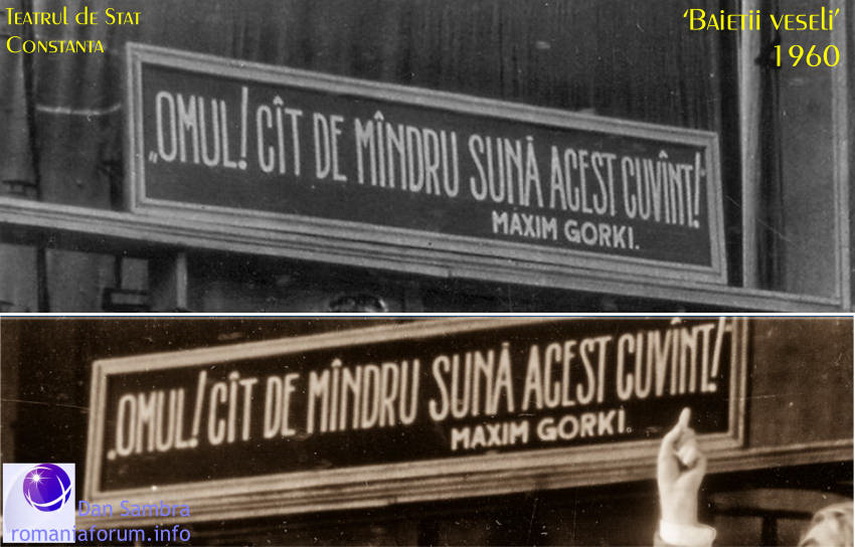 Teatrul de Stat
Constanta
'Baietii veseli'
1960
„OMUL! CÎT DE MÎNDRU SUNĂ ACEST CUVÎNT!“
MAXIM GORKI.
„OMUL! CÎT DE MÎNDRU SUNĂ ACEST CUVÎNT!“
MAXIM GORKI.
Dan Sambra
romaniaforum.info